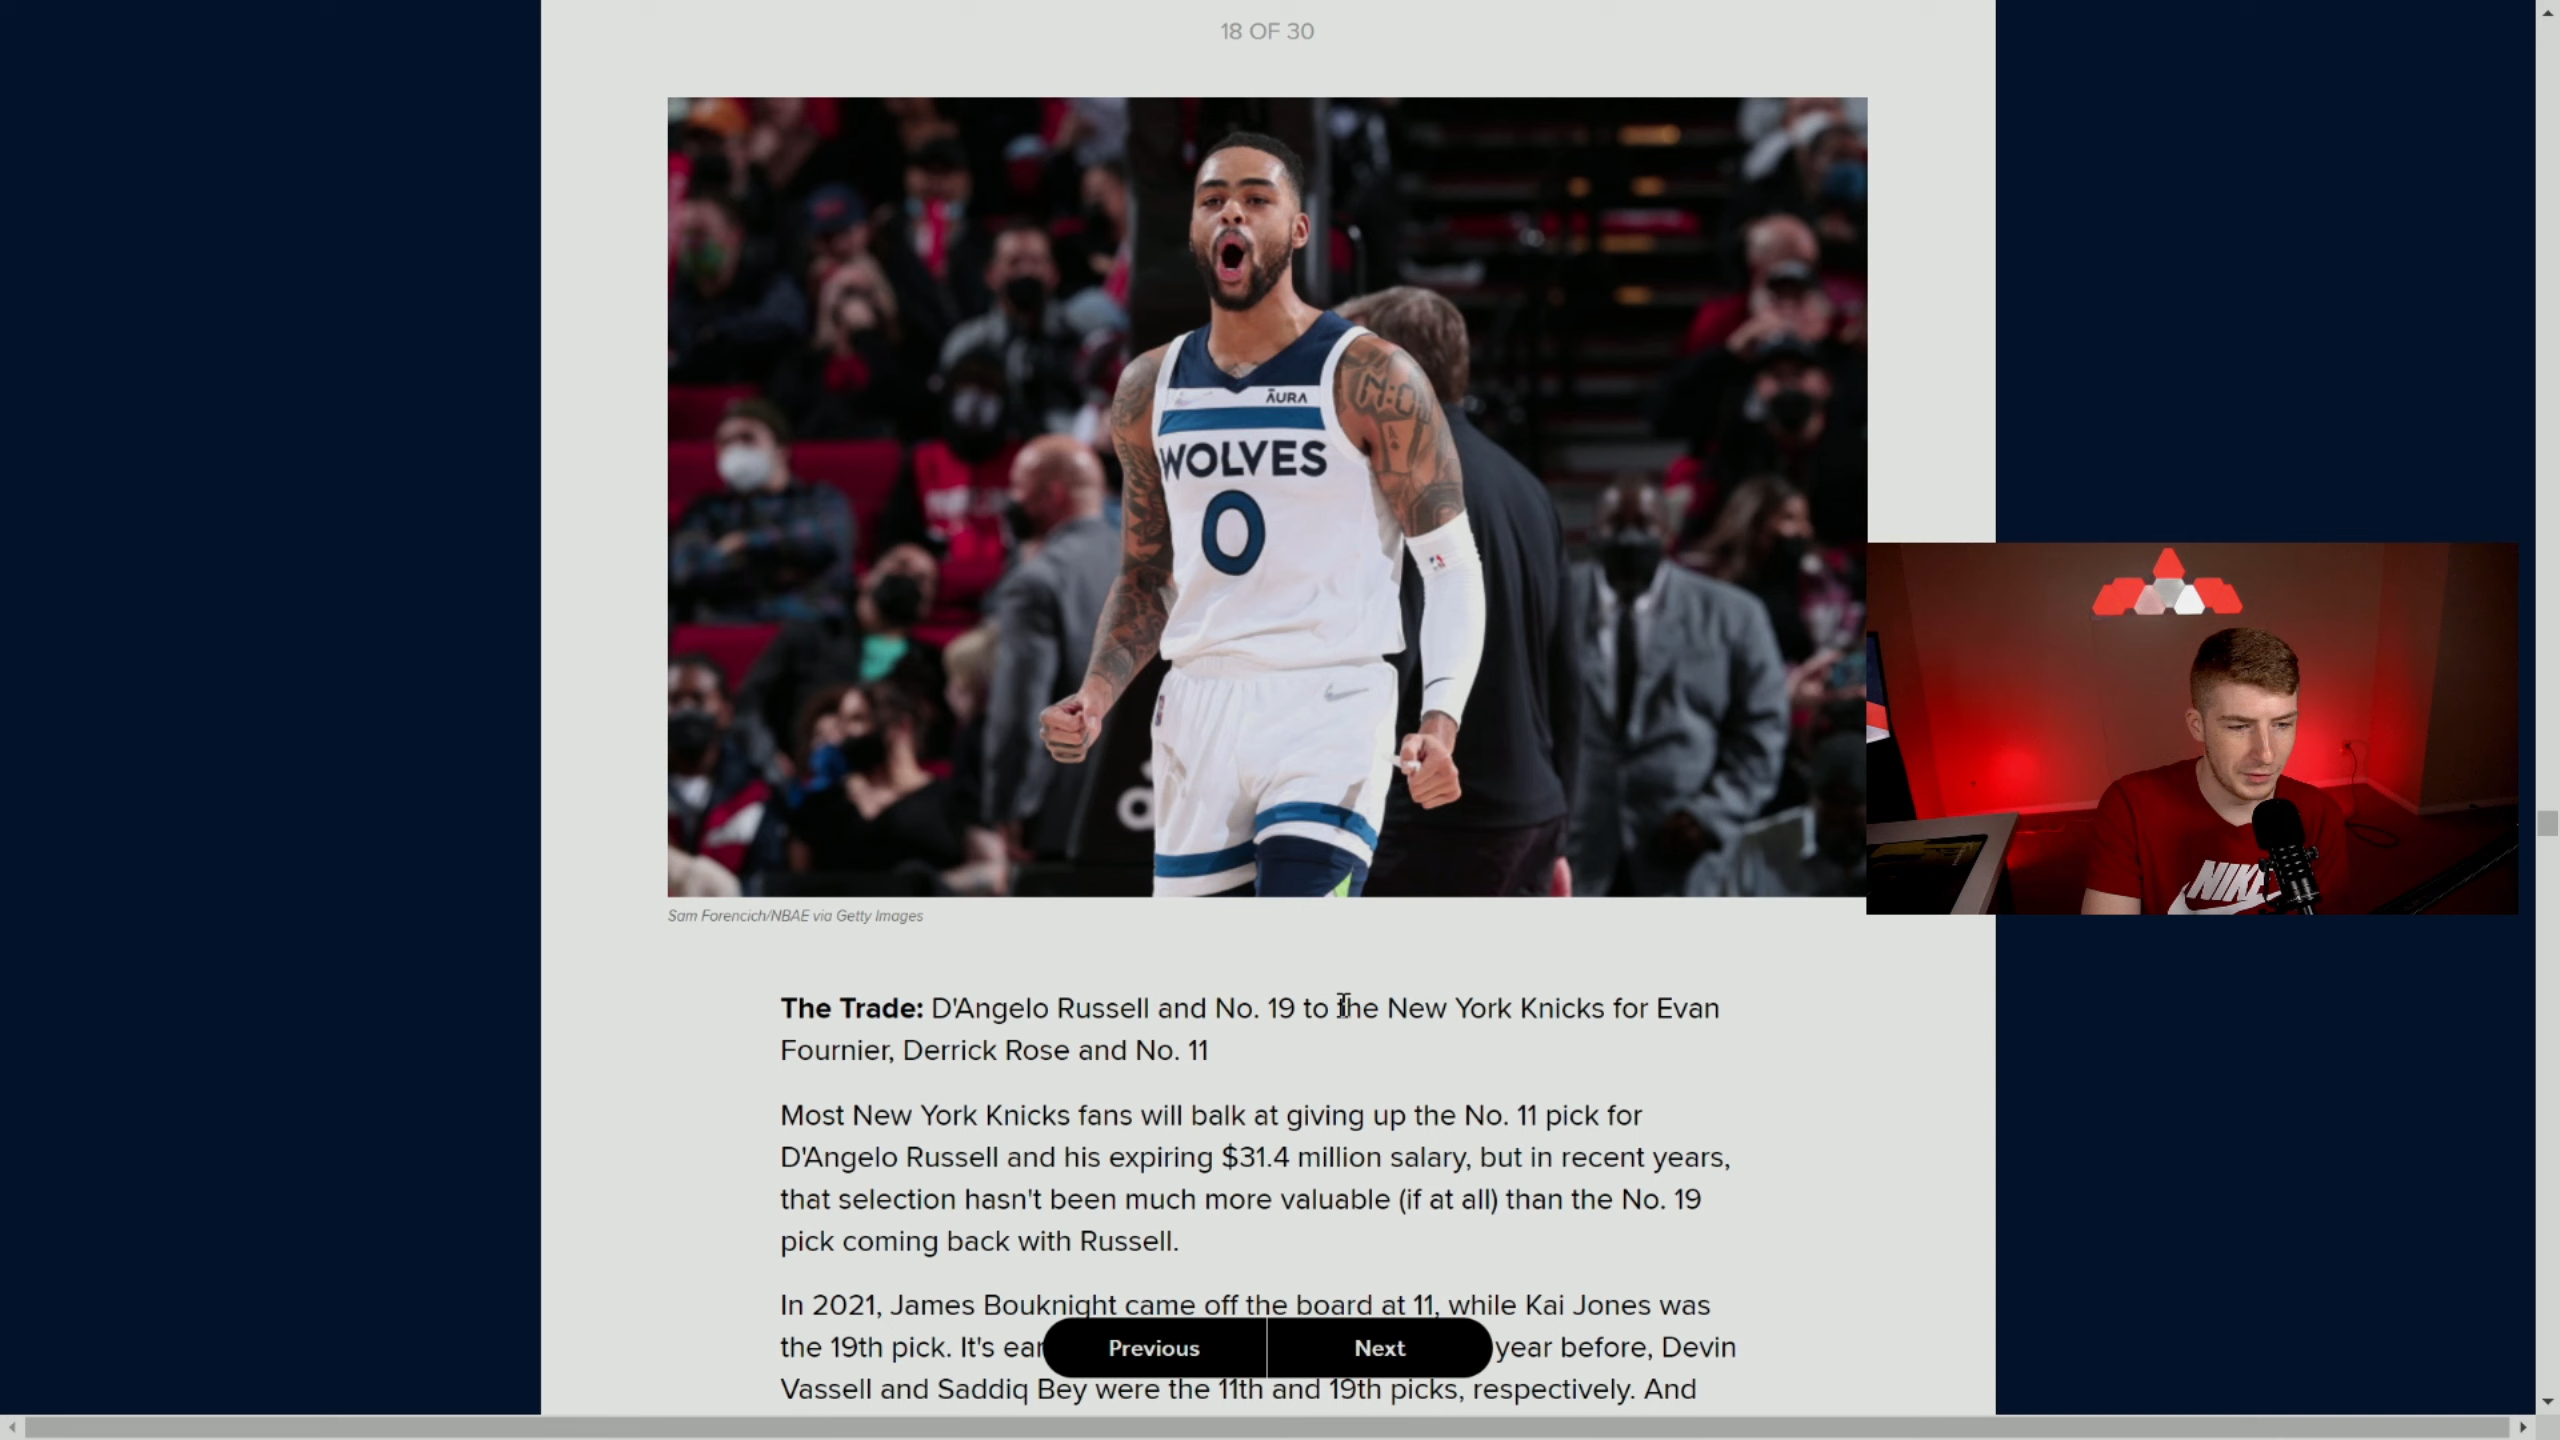 18 OF 30
ĀURA
WOLVES
0
NIKE
Sam Forencich/NBAE via Getty Images
The Trade: D'Angelo Russell and No. 19 to the New York Knicks for Evan
Fournier, Derrick Rose and No. 11
Most New York Knicks fans will balk at giving up the No. 11 pick for
D'Angelo Russell and his expiring $31.4 million salary, but in recent years,
that selection hasn't been much more valuable (if at all) than the No. 19
pick coming back with Russell.
In 2021, James Bouknight came off the board at 11, while Kai Jones was
the 19th pick. It's ear
year before, Devin
Previous
Next
Vassell and Saddiq Bey were the 11th and 19th picks, respectively. And